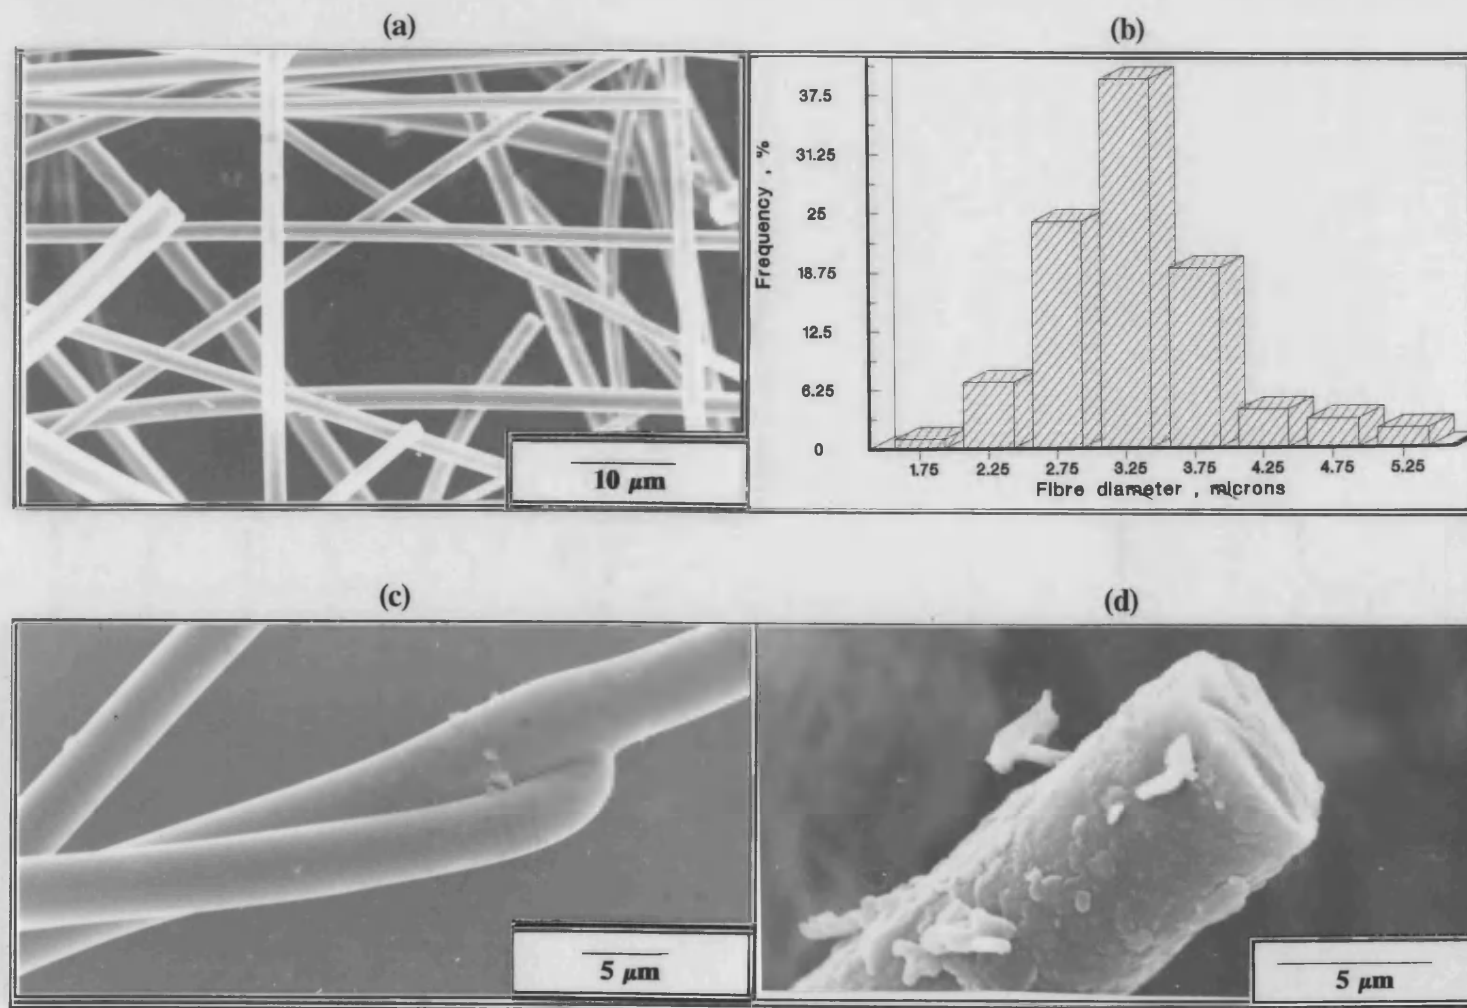 (a)
(b)
Frequency , %
37.5
31.25
25
18.75
12.5
6.25
0
1.75 2.25 2.75 3.25 3.75 4.25 4.75 5.25
Fibre diameter , microns
10 μm
(c)
(d)
5 μm
5 μm